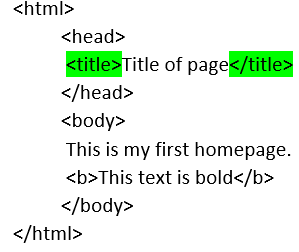 <html>
<head>
<title>Title of page</title>
</head>
<body>
This is my first homepage.
<b>This text is bold</b>
</body>
</html>